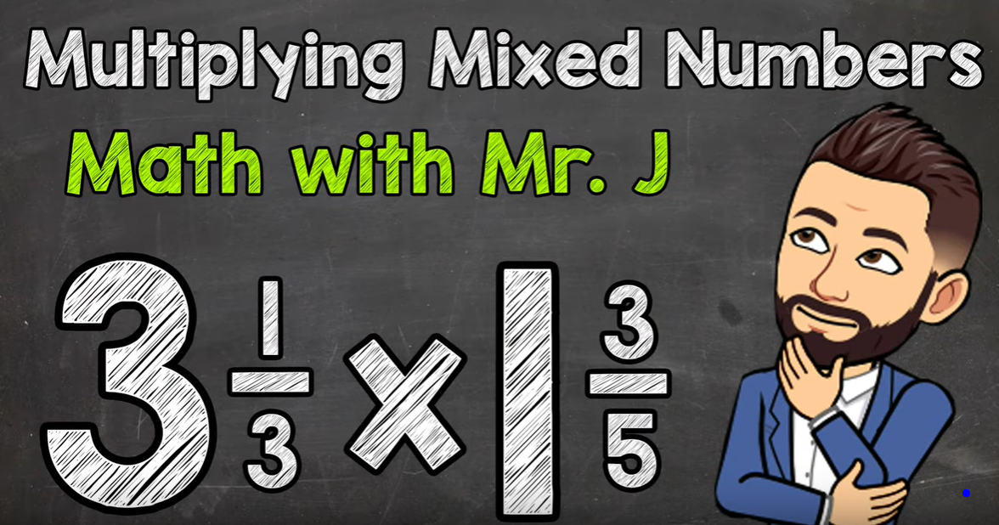 Multiplying Mixed Numbers
Math with Mr. J
3 1/3 x 1 3/5